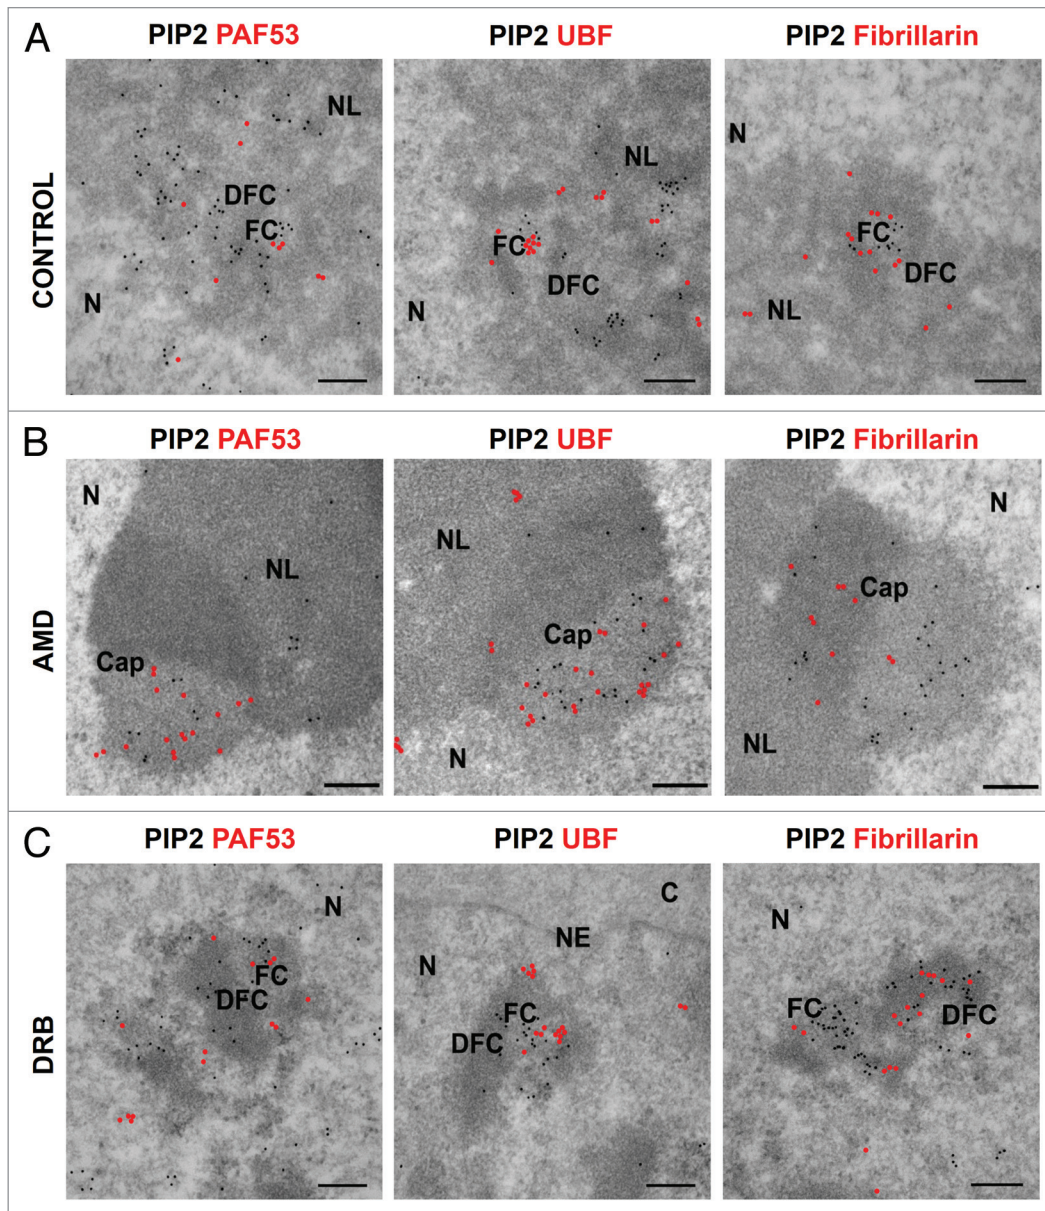 A
PIP2 PAF53
PIP2 UBF
PIP2 Fibrillarin
CONTROL
NL
DFC
FC
N
NL
FC
DFC
N
N
FC
DFC
NL
B
PIP2 PAF53
PIP2 UBF
PIP2 Fibrillarin
AMD
N
NL
Cap
NL
Cap
N
N
Cap
NL
C
PIP2 PAF53
PIP2 UBF
PIP2 Fibrillarin
DRB
N
FC
DFC
C
NE
N
FC
DFC
N
FC
DFC